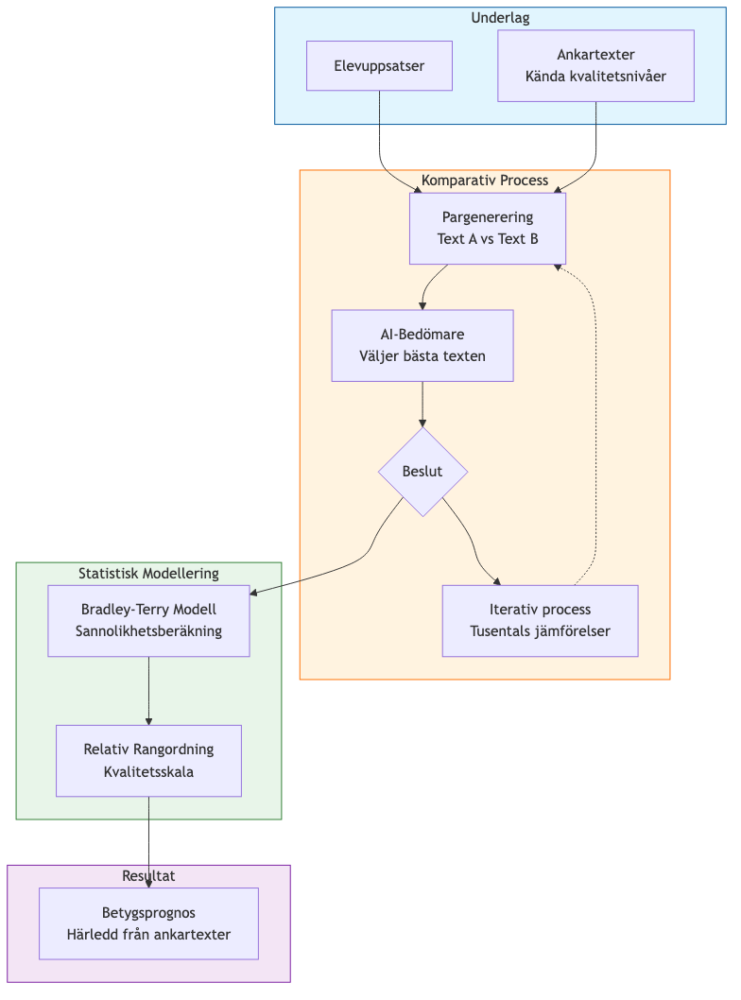 Underlag
Elevuppsatser
Ankartexter
Kända kvalitetsnivåer
Komparativ Process
Pargenerering
Text A vs Text B
AI-Bedömare
Väljer bästa texten
Beslut
Iterativ process
Tusentals jämförelser
Statistisk Modellering
Bradley-Terry Modell
Sannolikhetsberäkning
Relativ Rangordning
Kvalitetsskala
Resultat
Betygsprognos
Härledd från ankartexter